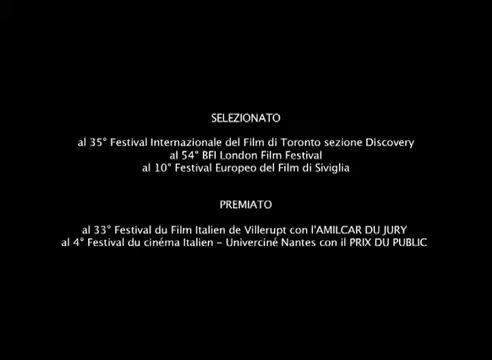 SELEZIONATO
al 35° Festival Internazionale del Film di Toronto sezione Discovery
al 54° BFI London Film Festival
al 10° Festival Europeo del Film di Siviglia
PREMIATO
al 33° Festival du Film Italien de Villerupt con l'AMILCAR DU JURY
al 4° Festival du cinéma Italien - Univerciné Nantes con il PRIX DU PUBLIC